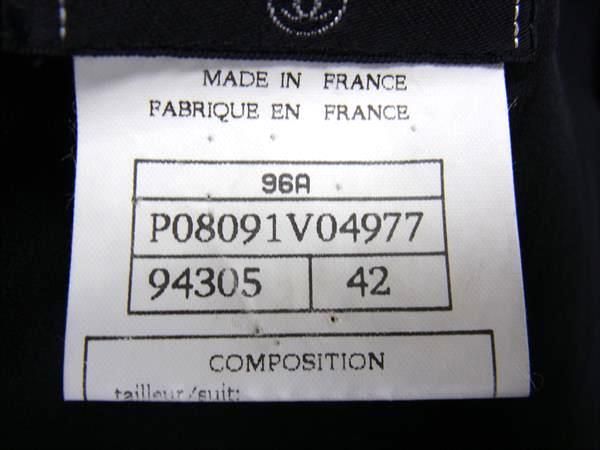 MADE IN FRANCE
FABRIQUE EN FRANCE
96A
P08091V04977
94305 42
COMPOSITION
tailleur/suit: